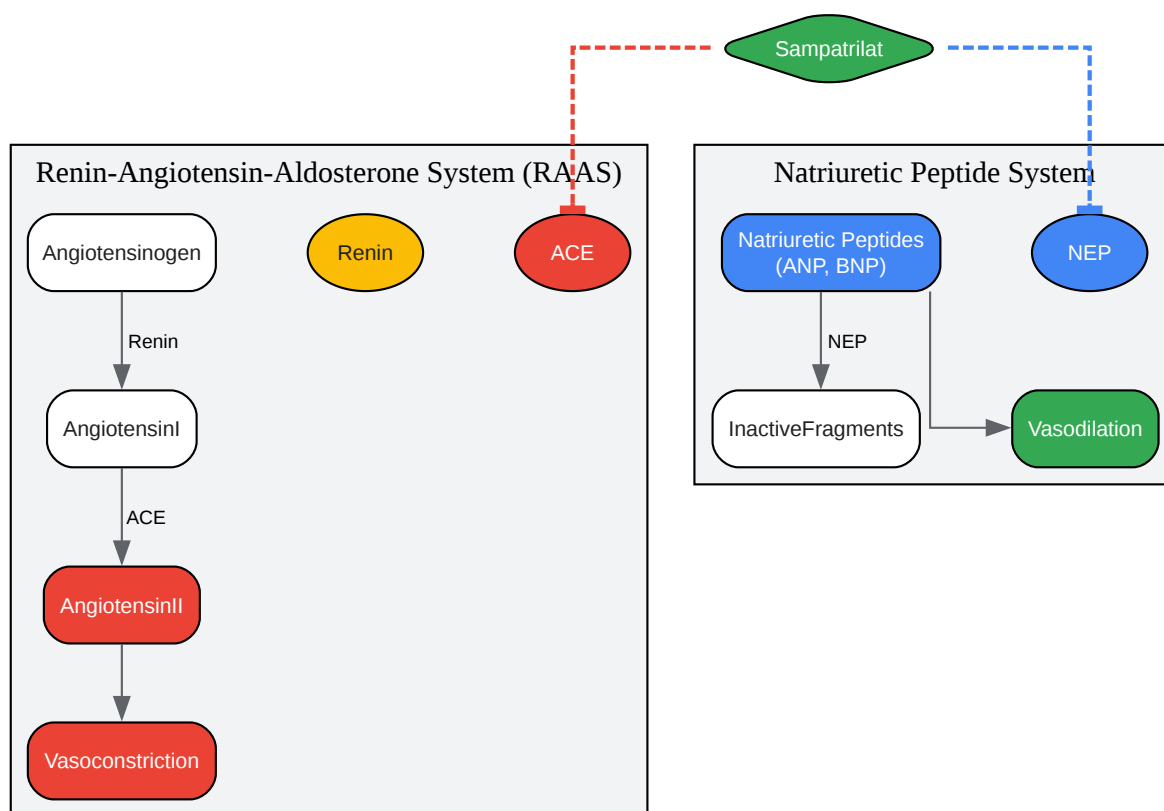 Sampatrilat
Renin-Angiotensin-Aldosterone System (RAAS)
Angiotensinogen
Renin
ACE
Renin
AngiotensinI
ACE
AngiotensinII
Vasoconstriction
Natriuretic Peptide System
Natriuretic Peptides
(ANP, BNP)
NEP
NEP
InactiveFragments
Vasodilation